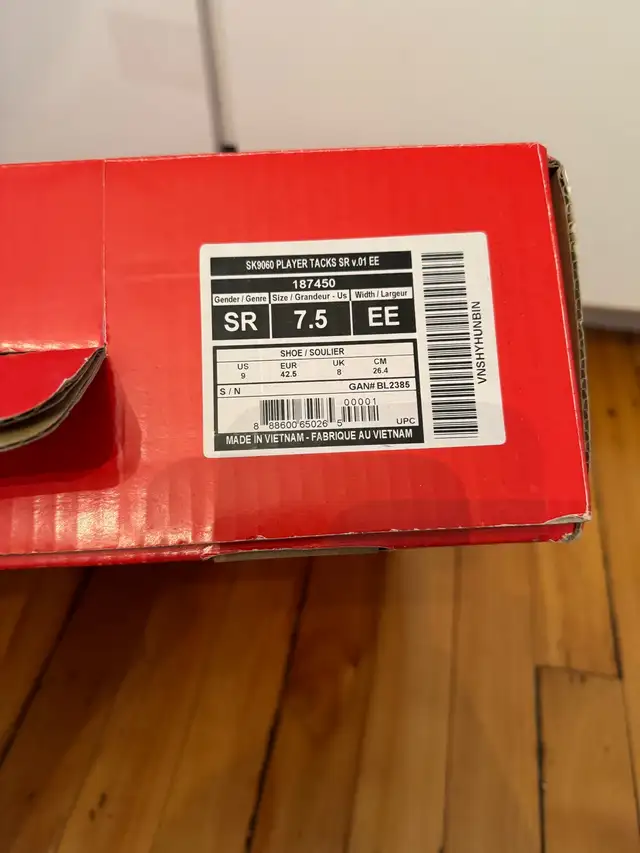 SK9060 PLAYER TACKS SR v.01 EE
187450
Gender / Genre Size / Grandeur - Us Width / Largeur
SR 7.5 EE
SHOE / SOULIER
US EUR UK CM
9 42.5 8 26.4
S / N GAN# BL2385
00001
8 88600 65026 5 UPC
MADE IN VIETNAM - FABRIQUE AU VIETNAM
VNSHYHUNBIN